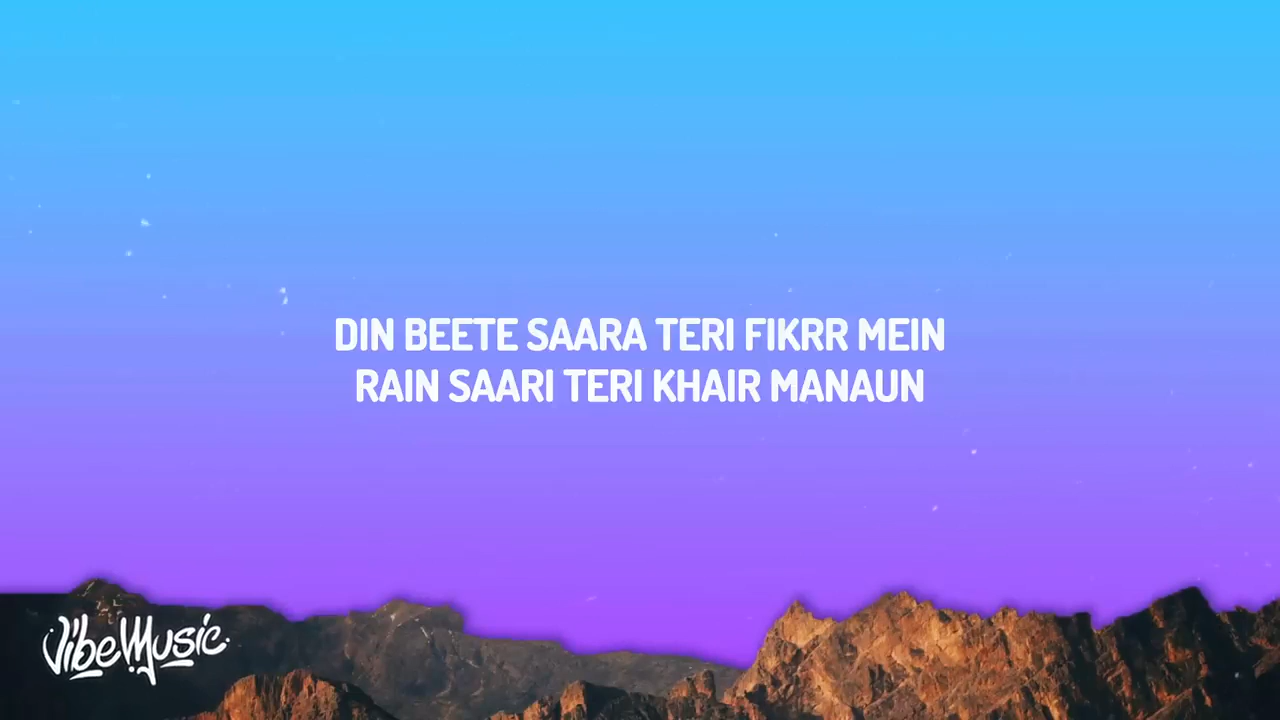 DIN BEETE SAARA TERI FIKRR MEIN
RAIN SAARI TERI KHAIR MANAUN
VibeMusic